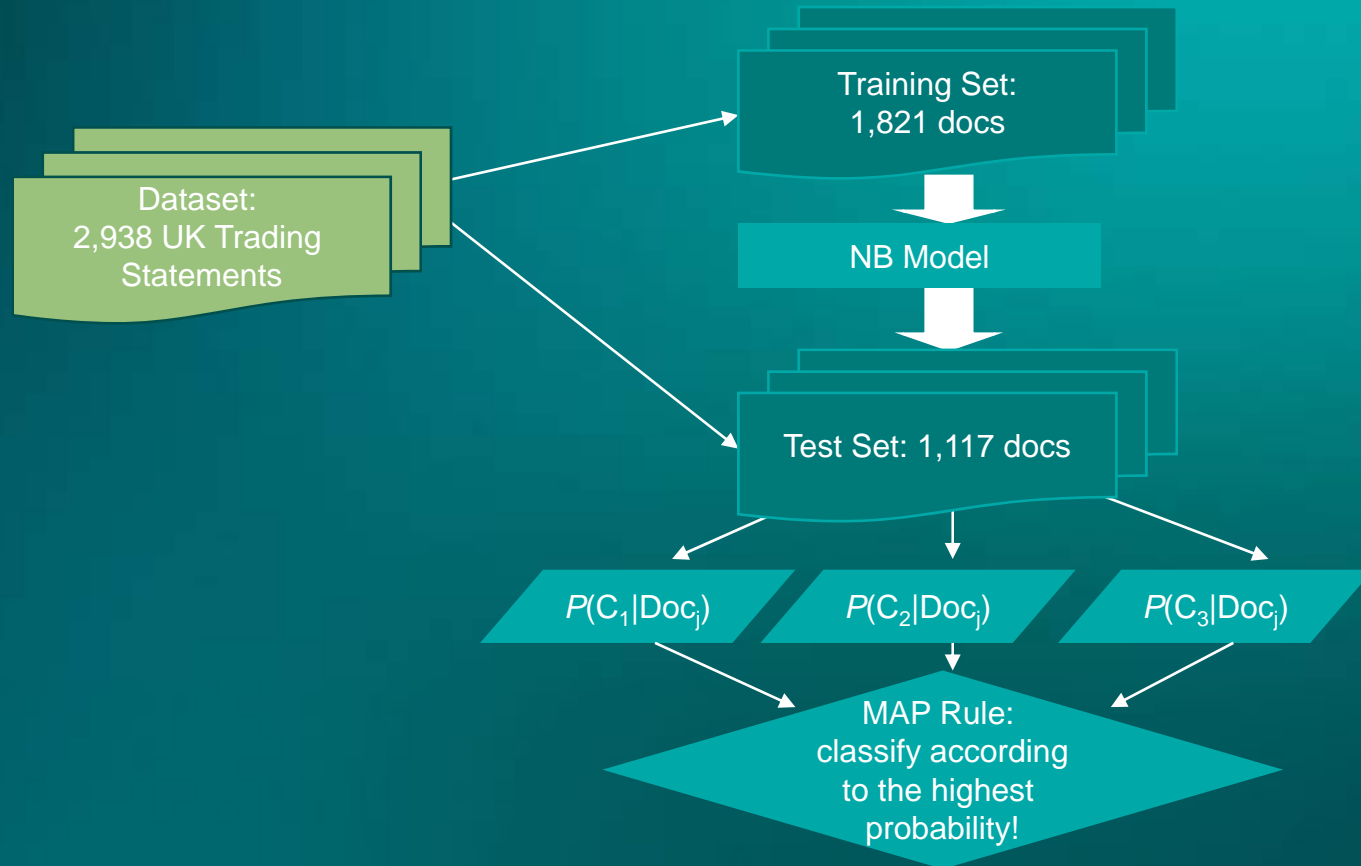 Training Set:
1,821 docs
Dataset:
2,938 UK Trading
Statements
NB Model
Test Set: 1,117 docs
P(C₁|Docⱼ)
P(C₂|Docⱼ)
P(C₃|Docⱼ)
MAP Rule:
classify according
to the highest
probability!